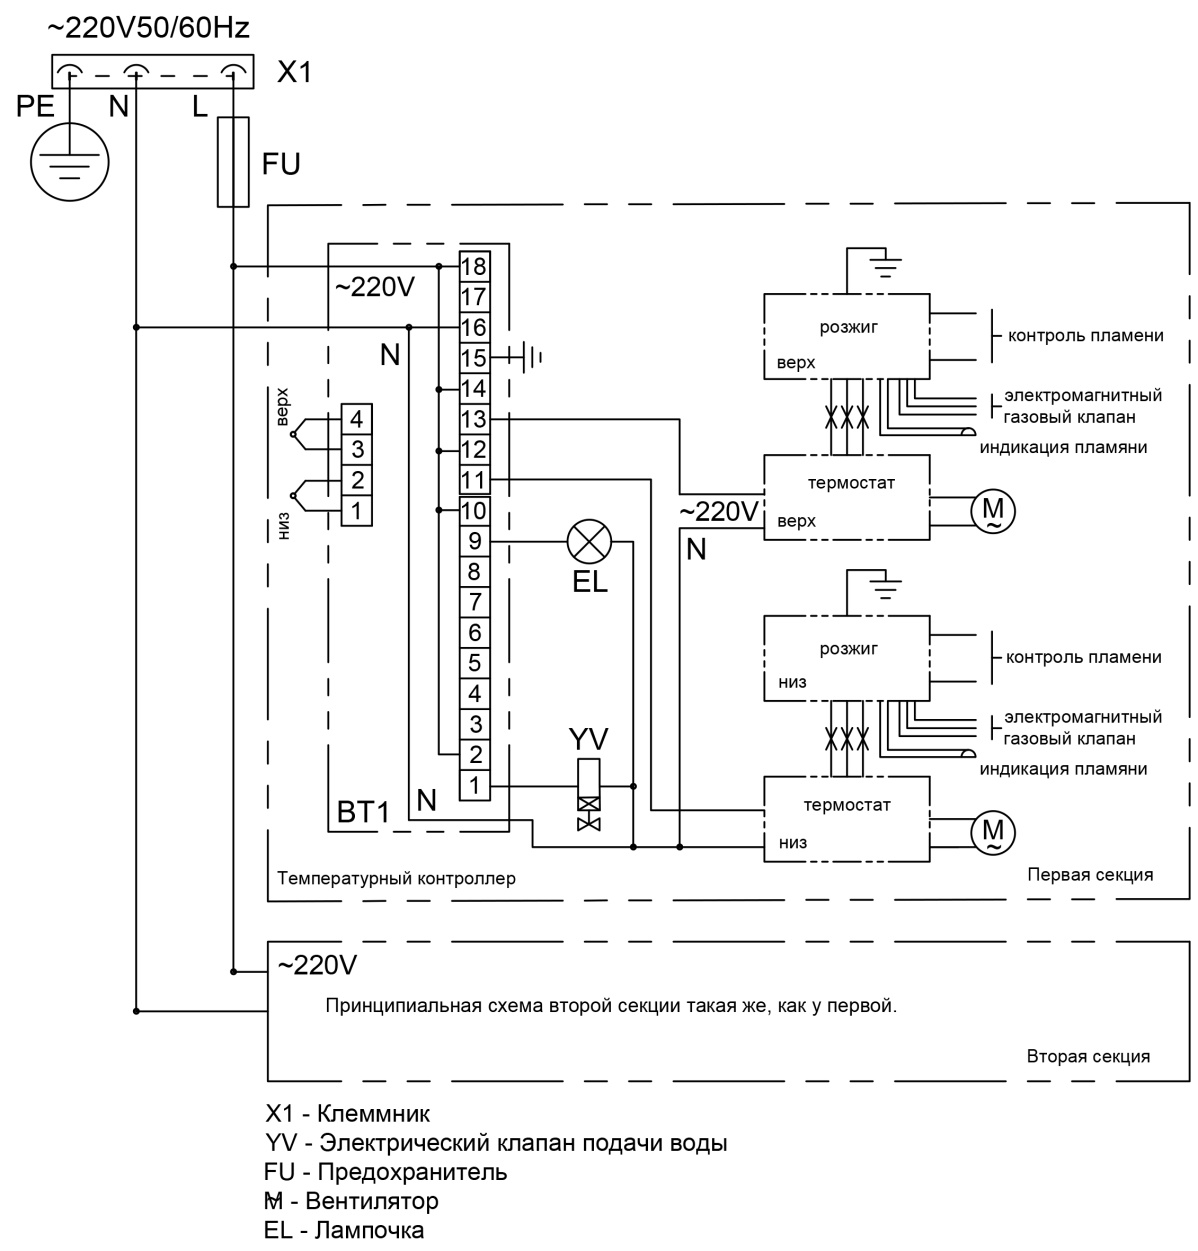 ~220V50/60Hz
X1
PE N L
FU
~220V
N
верх
низ
4
3
2
1
18
17
16
15
14
13
12
11
10
9
8
7
6
5
4
3
2
1
EL
YV
N
BT1
Температурный контроллер
розжиг
верх
контроль пламени
электромагнитный
газовый клапан
индикация пламяни
термостат
верх
~220V
N
M
~
розжиг
низ
контроль пламени
электромагнитный
газовый клапан
индикация пламяни
термостат
низ
M
~
Первая секция
~220V
Принципиальная схема второй секции такая же, как у первой.
Вторая секция
X1 - Клеммник
YV - Электрический клапан подачи воды
FU - Предохранитель
M̃ - Вентилятор
EL - Лампочка